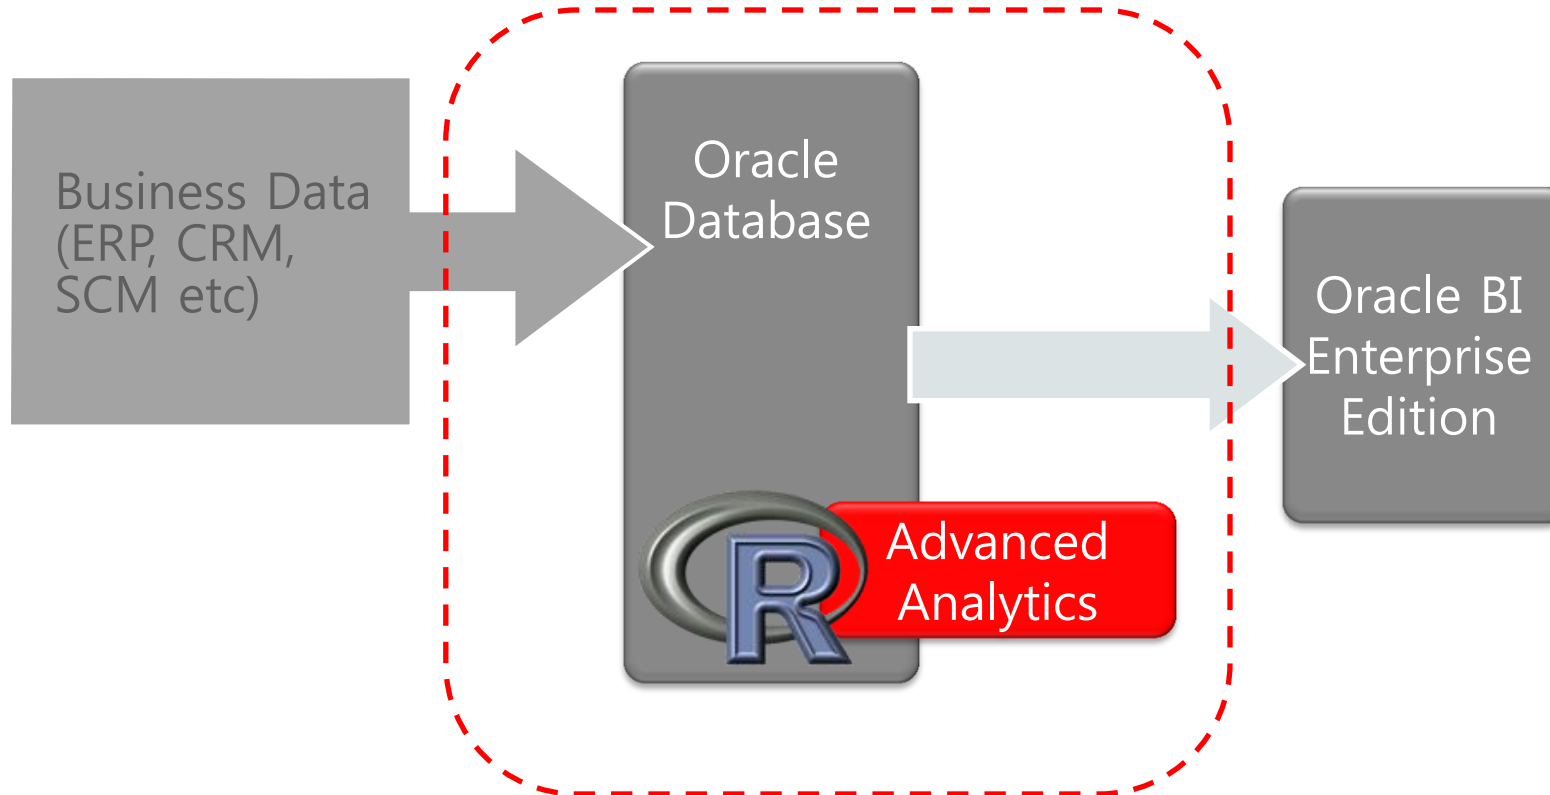 Business Data
(ERP, CRM,
SCM etc)
Oracle
Database
R
Advanced
Analytics
Oracle BI
Enterprise
Edition